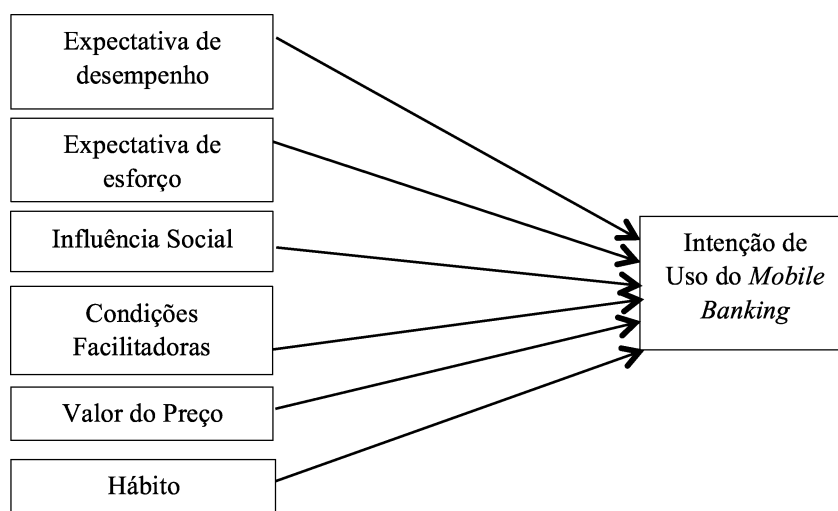 Expectativa de
desempenho
Expectativa de
esforço
Influência Social
Condições
Facilitadoras
Valor do Preço
Hábito
Intenção de
Uso do Mobile
Banking